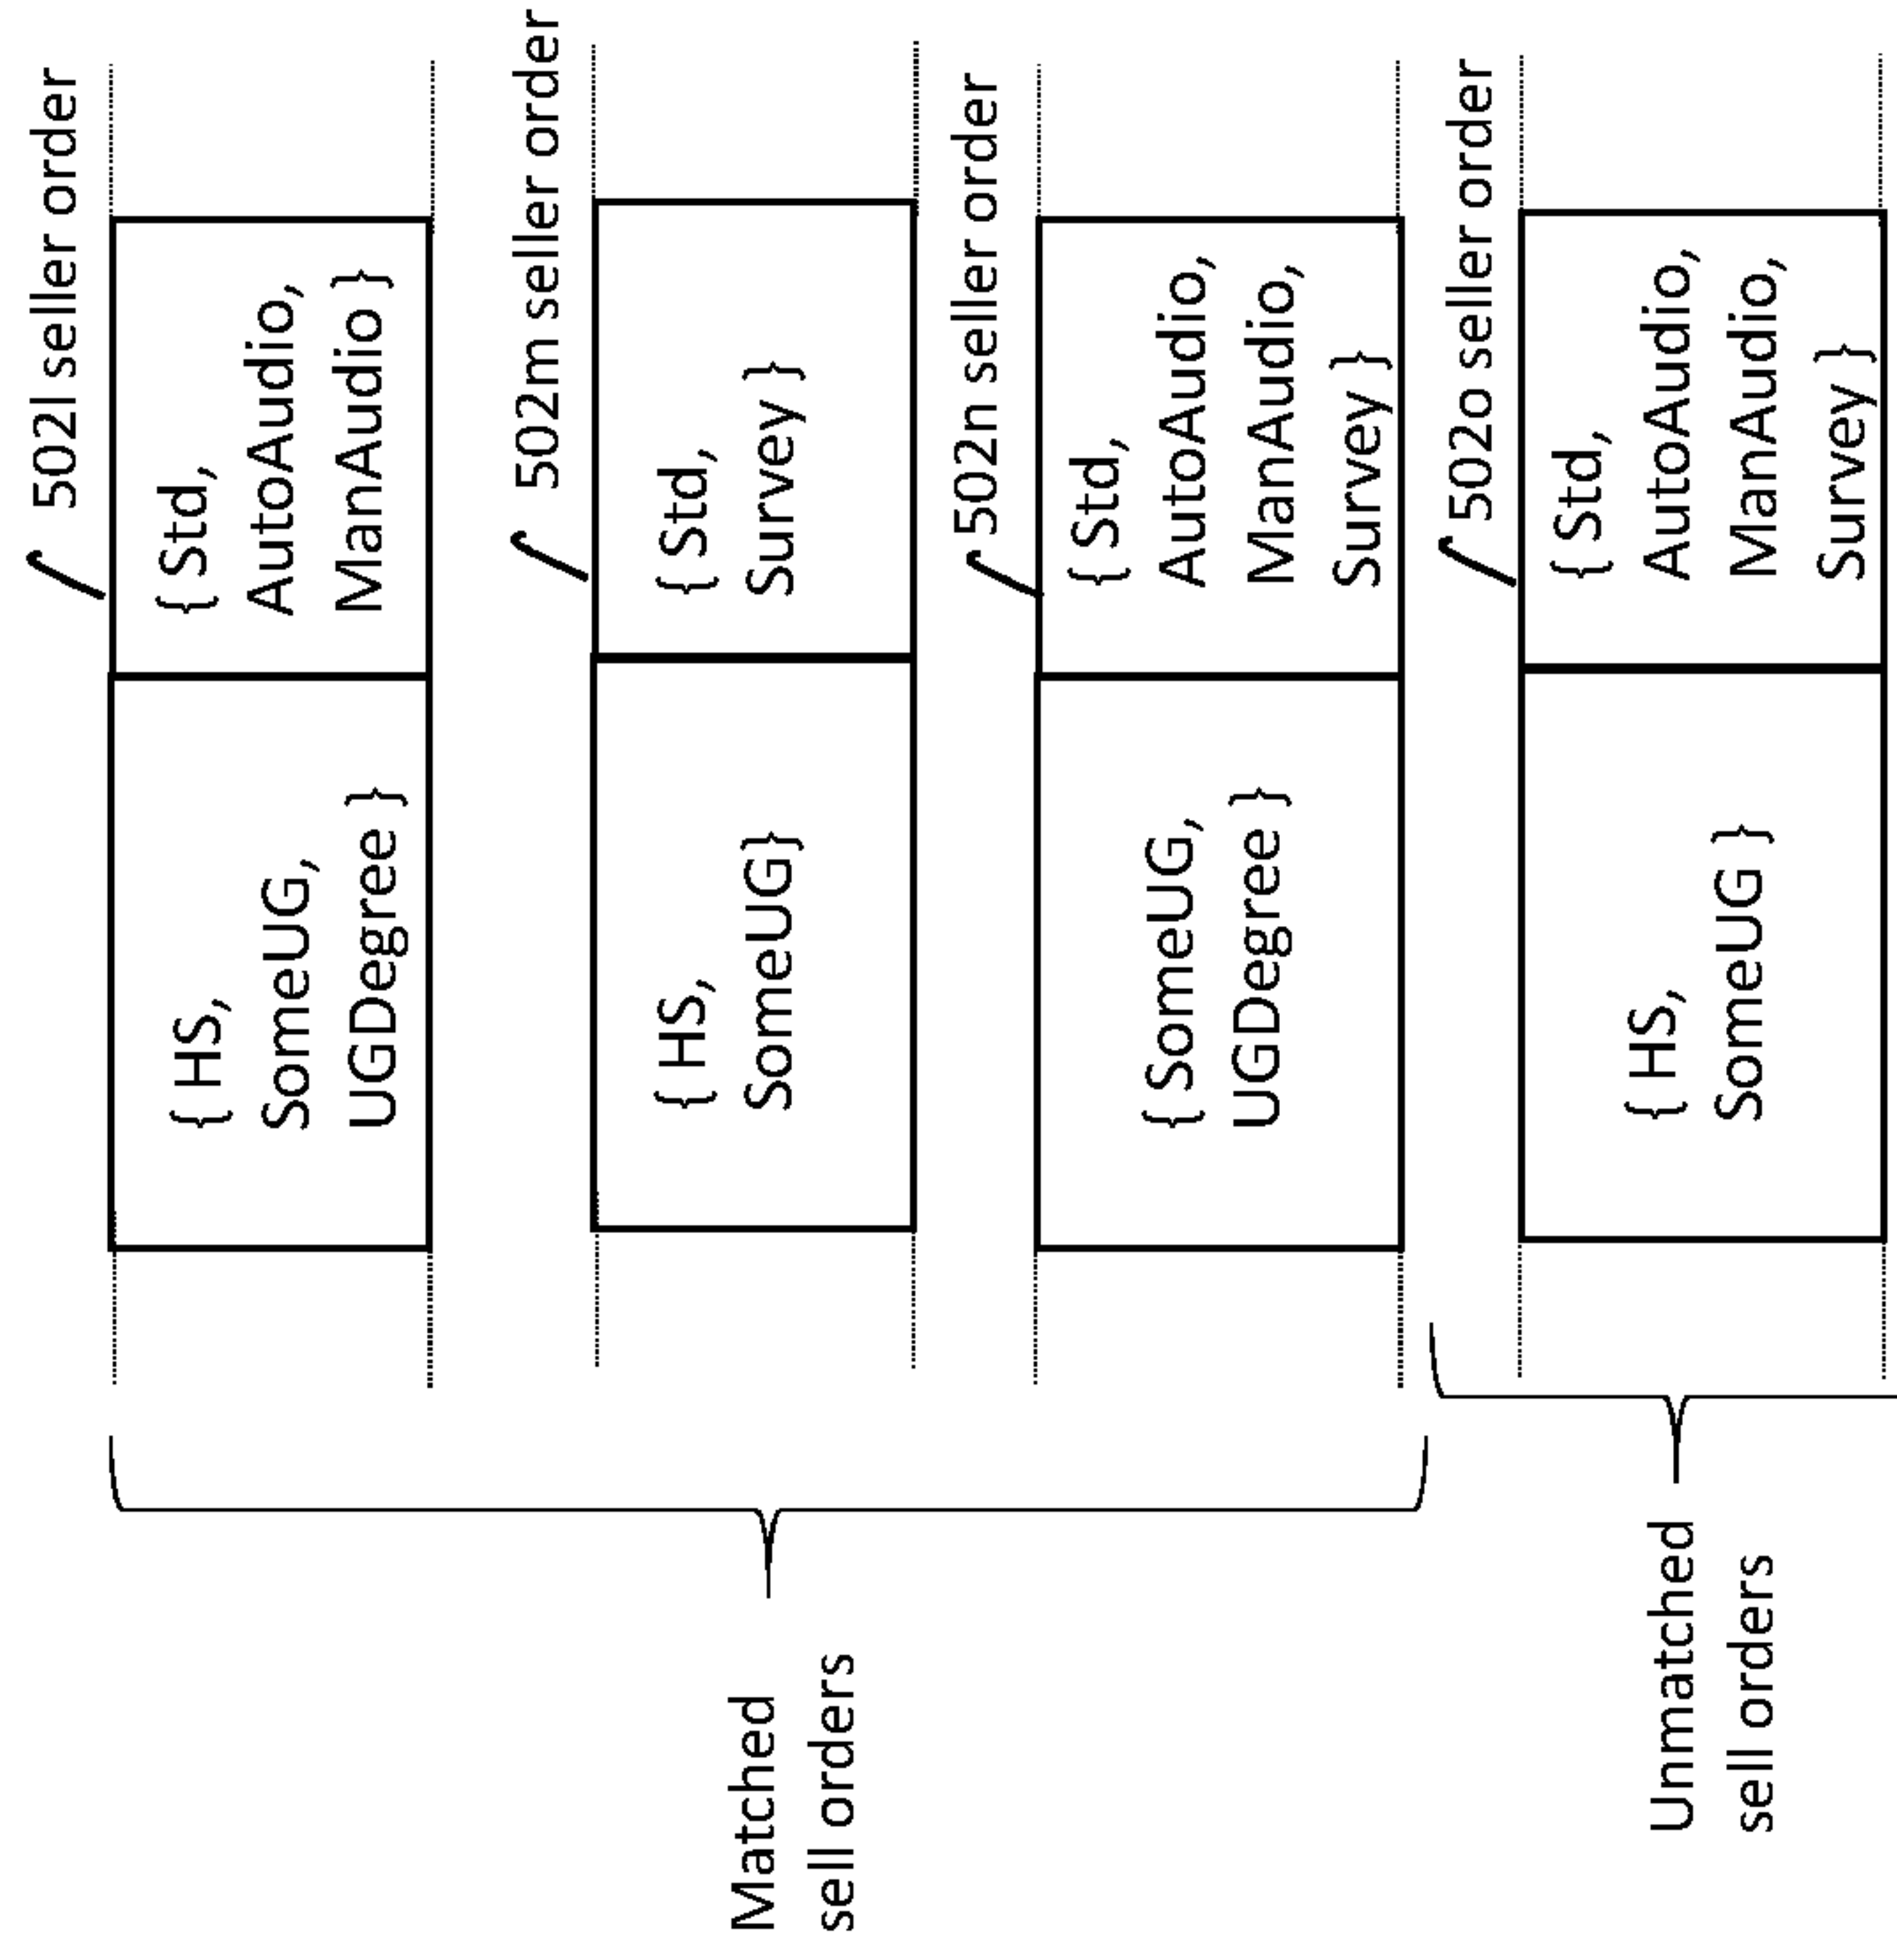 502l seller order
{ HS,
SomeUG,
UGDegree }
{ Std,
AutoAudio,
ManAudio }
502m seller order
{ HS,
SomeUG}
{ Std,
Survey }
Matched
sell orders
502n seller order
{ SomeUG,
UGDegree }
{ Std,
AutoAudio,
ManAudio,
Survey }
502o seller order
{ HS,
SomeUG }
{ Std,
AutoAudio,
ManAudio,
Survey }
Unmatched
sell orders